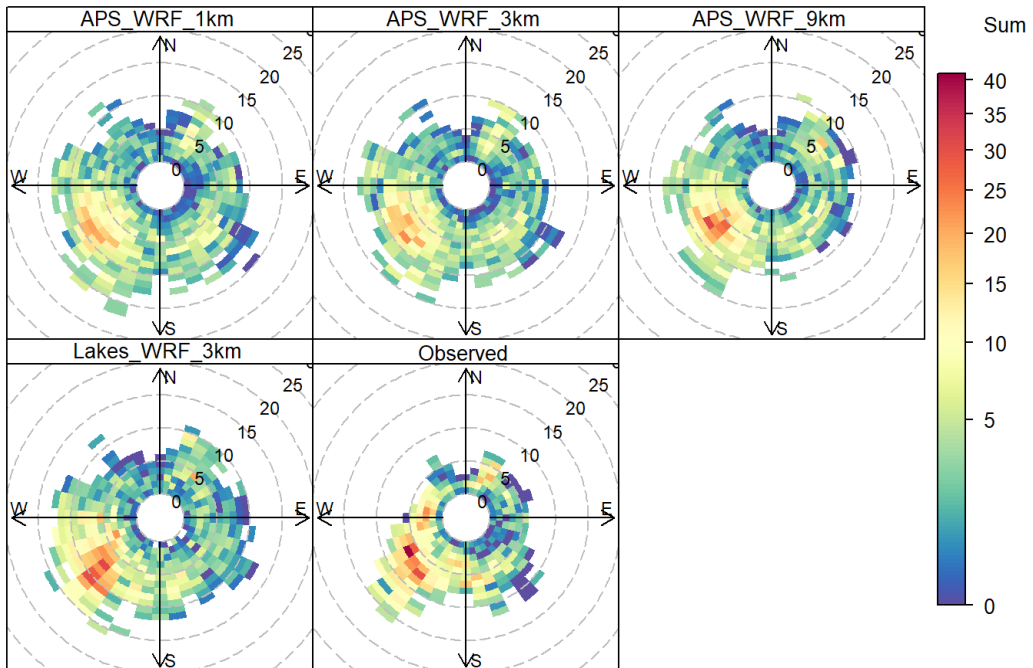 APS_WRF_1km
APS_WRF_3km
APS_WRF_9km
Sum
N
25
20
15
10
5
0
W
E
S
N
25
20
15
10
5
0
W
E
S
N
25
20
15
10
5
0
W
E
S
40
35
30
25
20
15
10
5
0
Lakes_WRF_3km
Observed
N
25
20
15
10
5
0
W
E
S
N
25
20
15
10
5
0
W
E
S